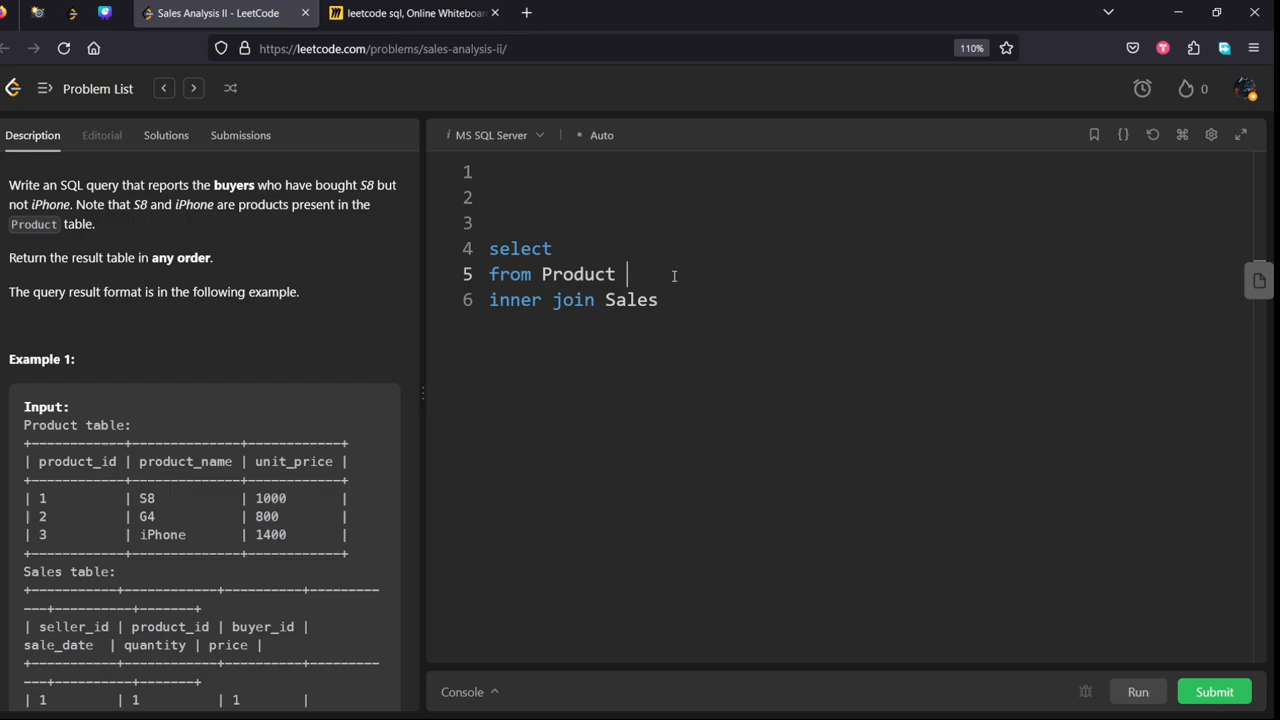 Sales Analysis II - LeetCode
leetcode sql, Online Whiteboard
https://leetcode.com/problems/sales-analysis-ii/
110%
Problem List
0
Description
Editorial
Solutions
Submissions
MS SQL Server
Auto
Write an SQL query that reports the buyers who have bought S8 but
not iPhone. Note that S8 and iPhone are products present in the
Product table.
Return the result table in any order.
The query result format is in the following example.
Example 1:
Input:
Product table:
+------------+--------------+------------+
| product_id | product_name | unit_price |
+------------+--------------+------------+
| 1 | S8 | 1000 |
| 2 | G4 | 800 |
| 3 | iPhone | 1400 |
+------------+--------------+------------+
Sales table:
+-----------+------------+----------+---------
---+----------+-------+
| seller_id | product_id | buyer_id |
sale_date | quantity | price |
+-----------+------------+----------+---------
---+----------+-------+
| 1 | 1 | 1 |
1
2
3
4 select
5 from Product
6 inner join Sales
Console
Run
Submit